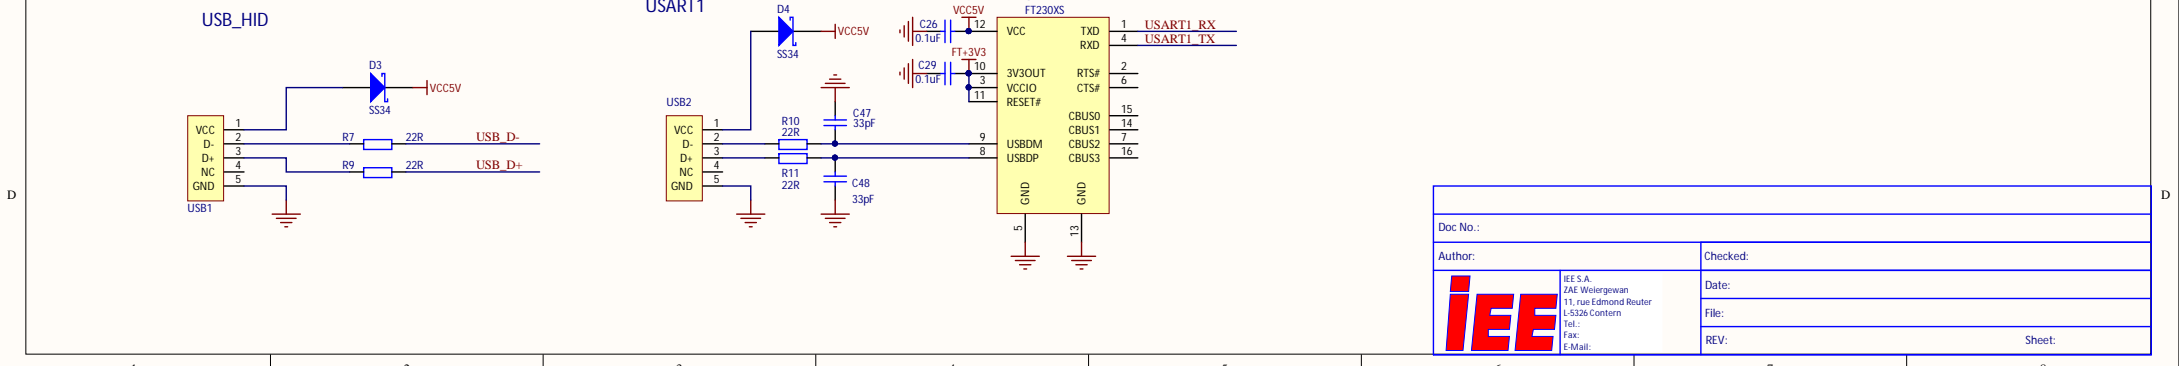 USB_HID
D3
VCC5V
SS34
VCC
D-
D+
NC
GND
1
2
3
4
5
USB1
R7
22R
USB_D-
R9
22R
USB_D+
USART1
D4
VCC5V
SS34
USB2
VCC
D-
D+
NC
GND
1
2
3
4
5
R10
22R
R11
22R
C47
33pF
C48
33pF
C26
0.1uF
VCC5V
FT+3V3
C29
0.1uF
FT230XS
12
10
3
11
9
8
VCC
3V3OUT
VCCIO
RESET#
USBDM
USBDP
TXD
RXD
RTS#
CTS#
CBUS0
CBUS1
CBUS2
CBUS3
1
4
2
6
15
14
7
16
USART1_RX
USART1_TX
GND
GND
5
13
D
D
Doc No.:
Author:
Checked:
iEE
IEE S.A.
ZAE Weiergewan
11, rue Edmond Reuter
L-5326 Contern
Tel.:
Fax:
E-Mail:
Date:
File:
REV:
Sheet: